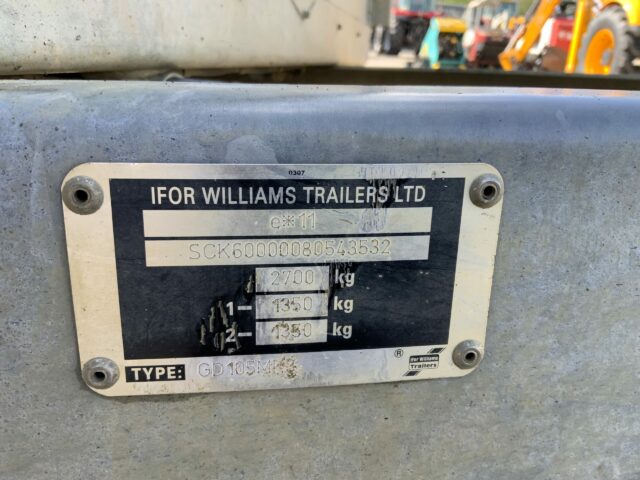 0307
IFOR WILLIAMS TRAILERS LTD
e*11
SCK60000080543532
2700 kg
1- 1350 kg
2- 1350 kg
TYPE: GD105
®
Ifor Williams
Trailers